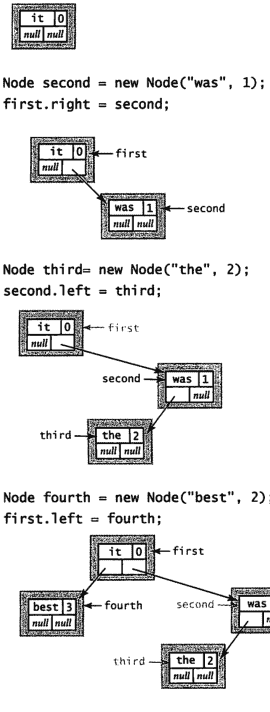 it 0
null null
Node second = new Node("was", 1);
first.right = second;
it 0 first
null
was 1 second
null null
Node third= new Node("the", 2);
second.left = third;
it 0 first
null
second was 1
null
third the 2
null null
Node fourth = new Node("best", 2);
first.left = fourth;
it 0 first
best 3 fourth second was
null null
third the 2
null null